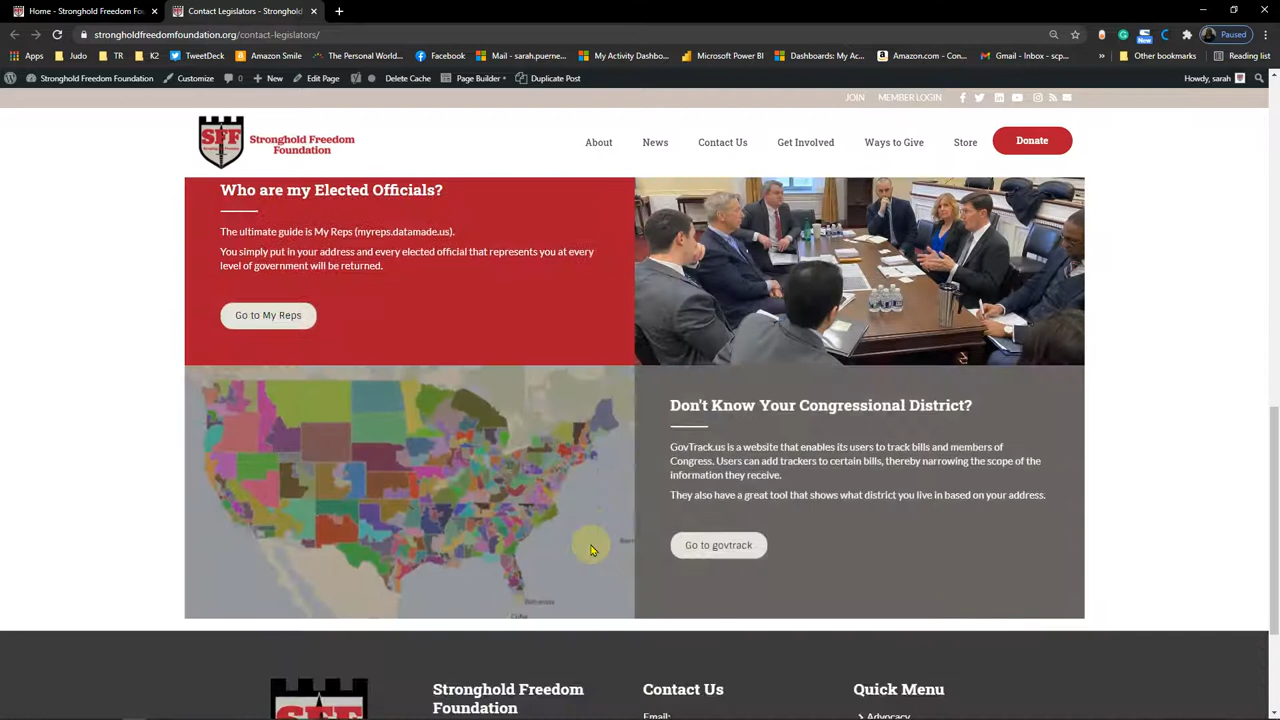 Home - Stronghold Freedom Fou
Contact Legislators - Stronghold
strongholdfreedomfoundation.org/contact-legislators/
Paused
Apps
Judo
TR
K2
Amazon Smile
The Personal World...
Facebook
Mail - sarah.puerne...
My Activity Dashbo...
Microsoft Power BI
Dashboards: My Ac...
Amazon.com - Con...
Gmail - Inbox - scp...
Other bookmarks
Reading list
New
Stronghold Freedom Foundation
Customize
0
New
Edit Page
Delete Cache
Page Builder
Duplicate Post
Howdy, sarah
JOIN
MEMBER LOGIN
SFF
Stronghold Freedom
Foundation
About
News
Contact Us
Get Involved
Ways to Give
Store
Donate
Who are my Elected Officials?
The ultimate guide is My Reps (myreps.datamade.us).
You simply put in your address and every elected official that represents you at every
level of government will be returned.
Go to My Reps
Don't Know Your Congressional District?
GovTrack.us is a website that enables its users to track bills and members of
Congress. Users can add trackers to certain bills, thereby narrowing the scope of the
information they receive.
They also have a great tool that shows what district you live in based on your address.
Go to govtrack
Cuba
Stronghold Freedom
Foundation
Contact Us
Email:
Quick Menu
Advocacy